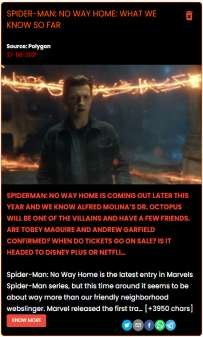 SPIDER-MAN: NO WAY HOME: WHAT WE
KNOW SO FAR
Source: Polygon
SPIDERMAN: NO WAY HOME IS COMING OUT LATER THIS
YEAR AND WE KNOW ALFRED MOLINA'S DR. OCTOPUS
WILL BE ONE OF THE VILLAINS AND HAVE A FEW FRIENDS.
ARE TOBEY MAGUIRE AND ANDREW GARFIELD
CONFIRMED? WHEN DO TICKETS GO ON SALE? IS IT
HEADED TO DISNEY PLUS OR NETFLI...
Spider-Man: No Way Home is the latest entry in Marvels
Spider-Man series, but this time around it seems to be
about way more than our friendly neighborhood
webslinger. Marvel released the first tra... [+3950 chars]
KNOW MORE